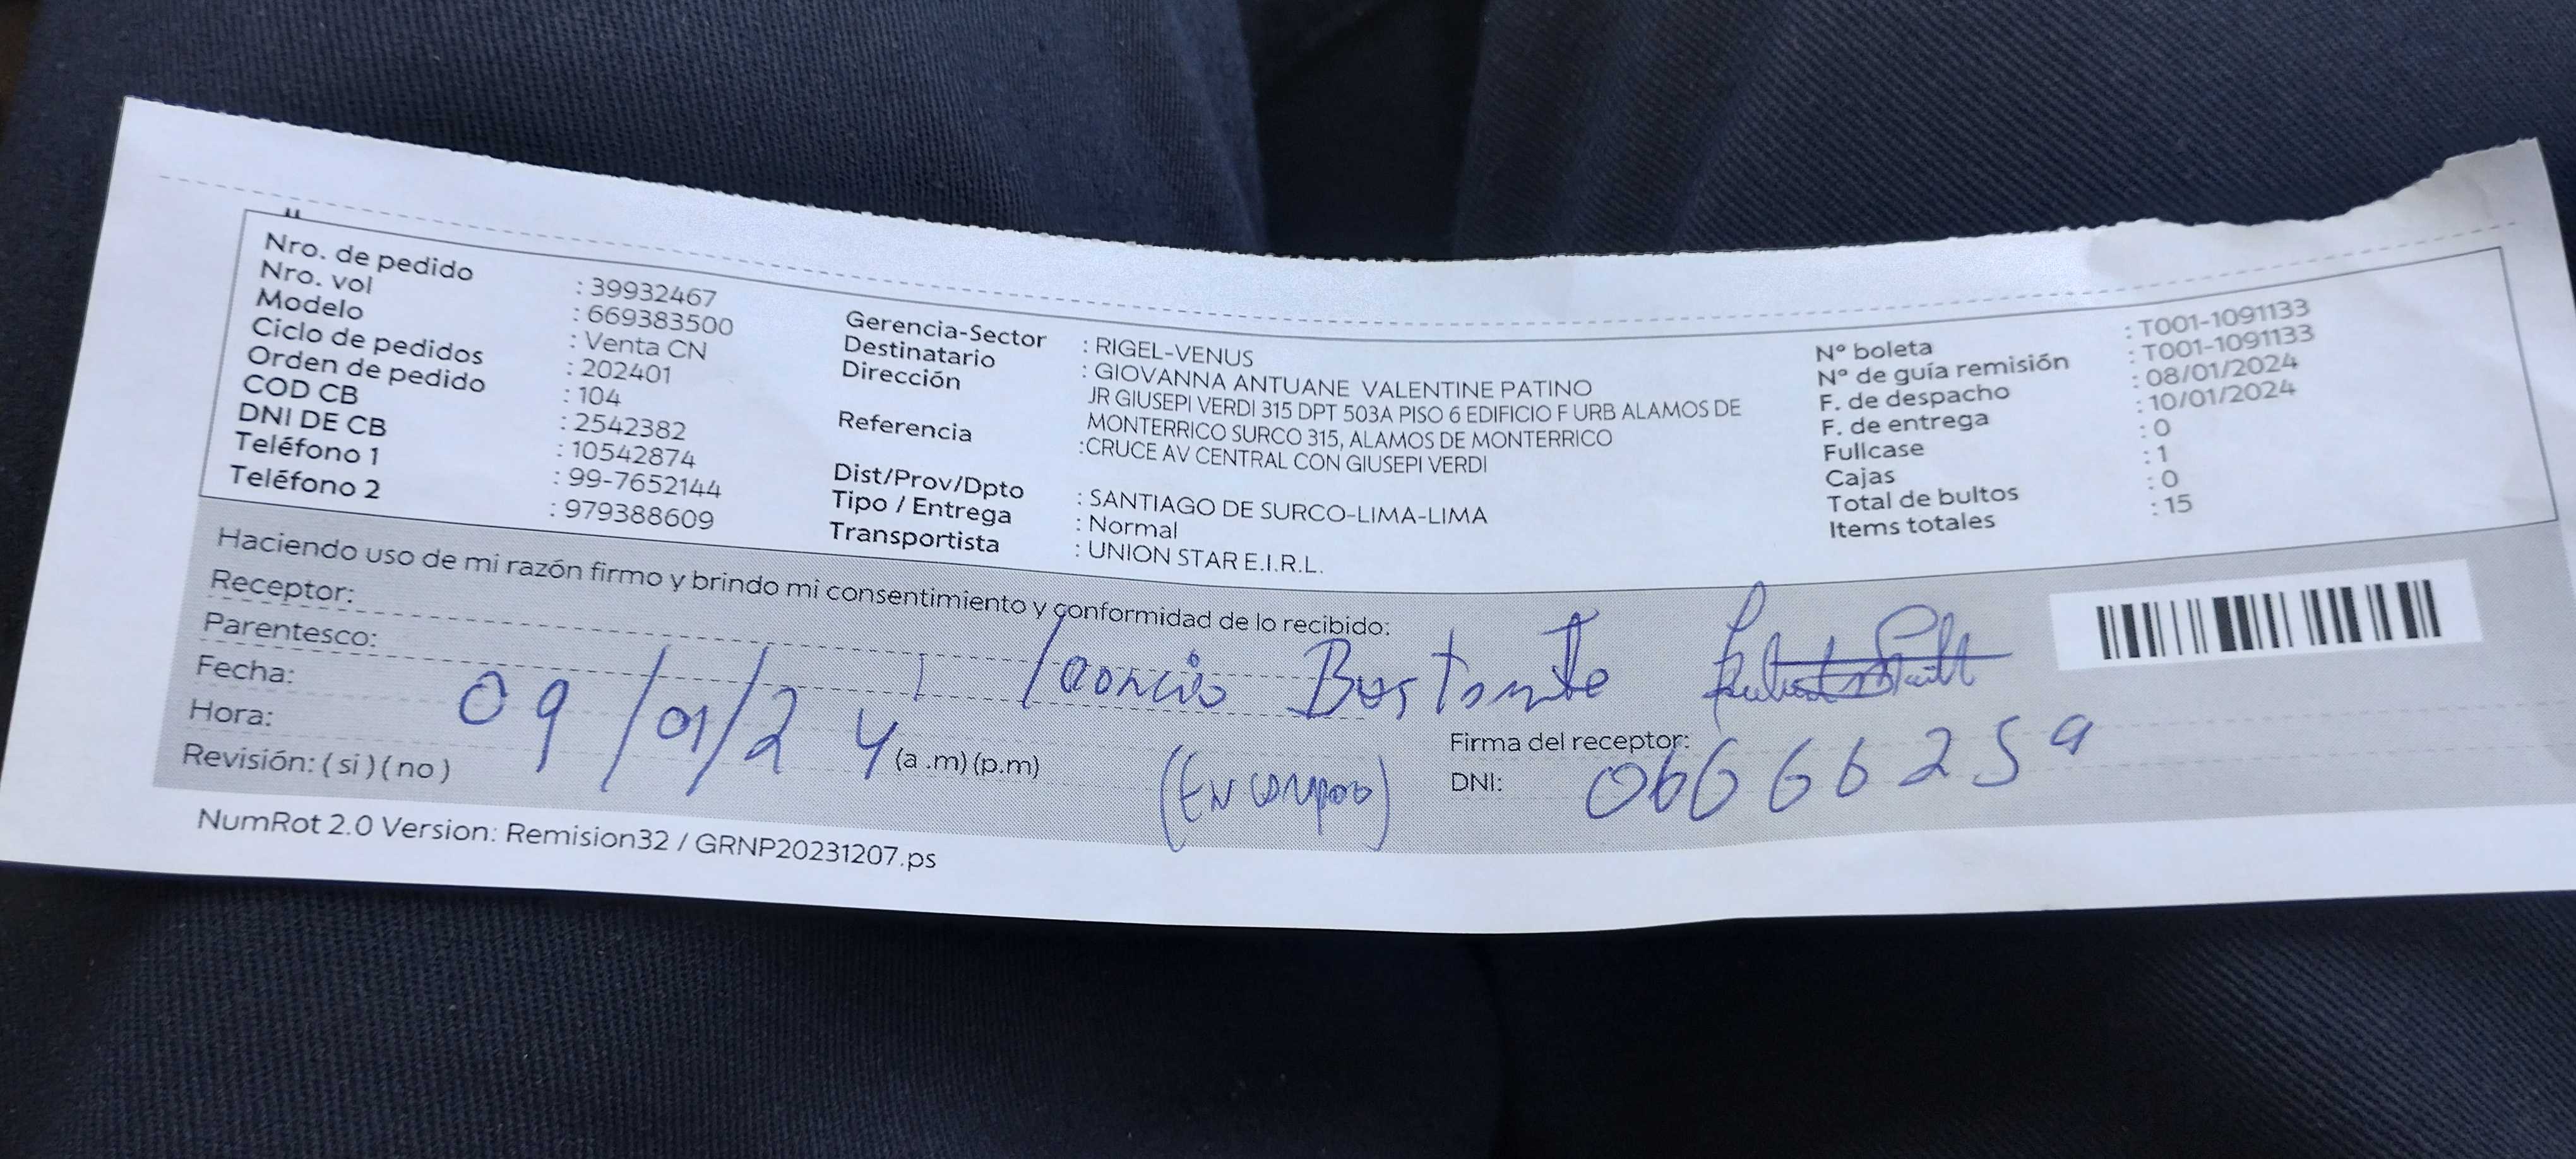 Nro. de pedido : 39932467
Nro. vol : 669383500
Modelo : Venta CN
Ciclo de pedidos : 202401
Orden de pedido : 104
COD CB : 2542382
DNI DE CB : 10542874
Teléfono 1 : 99-7652144
Teléfono 2 : 979388609
Gerencia-Sector : RIGEL-VENUS
Destinatario : GIOVANNA ANTUANE VALENTINE PATINO
Dirección JR GIUSEPI VERDI 315 DPT 503A PISO 6 EDIFICIO F URB ALAMOS DE
MONTERRICO SURCO 315, ALAMOS DE MONTERRICO
Referencia :CRUCE AV CENTRAL CON GIUSEPI VERDI
Dist/Prov/Dpto : SANTIAGO DE SURCO-LIMA-LIMA
Tipo / Entrega : Normal
Transportista : UNION STAR E.I.R.L.
Nº boleta : T001-1091133
Nº de guía remisión : T001-1091133
F. de despacho : 08/01/2024
F. de entrega : 10/01/2024
Fullcase : 0
Cajas : 1
Total de bultos : 0
Items totales : 15
Haciendo uso de mi razón firmo y brindo mi consentimiento y conformidad de lo recibido:
Receptor:
Parentesco:
Fecha: 09/01/24
Hora: (a .m) (p.m)
Revisión: ( si ) ( no )
Firma del receptor:
DNI: 06666259
NumRot 2.0 Version: Remision32 / GRNP20231207.ps